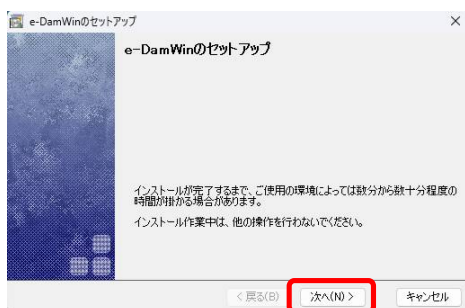 e-DamWinのセットアップ
e-DamWinのセットアップ
インストールが完了するまで、ご使用の環境によっては数分から数十分程度の
時間が掛かる場合があります。
インストール作業中は、他の操作を行わないでください。
< 戻る(B)
次へ(N) >
キャンセル